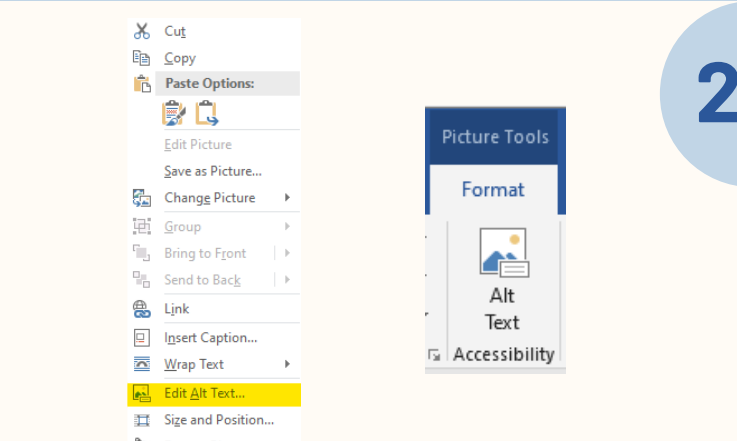 Cut
Copy
Paste Options:
Edit Picture
Save as Picture...
Change Picture
Group
Bring to Front
Send to Back
Link
Insert Caption...
Wrap Text
Edit Alt Text...
Size and Position...
Picture Tools
Format
Alt
Text
Accessibility
2